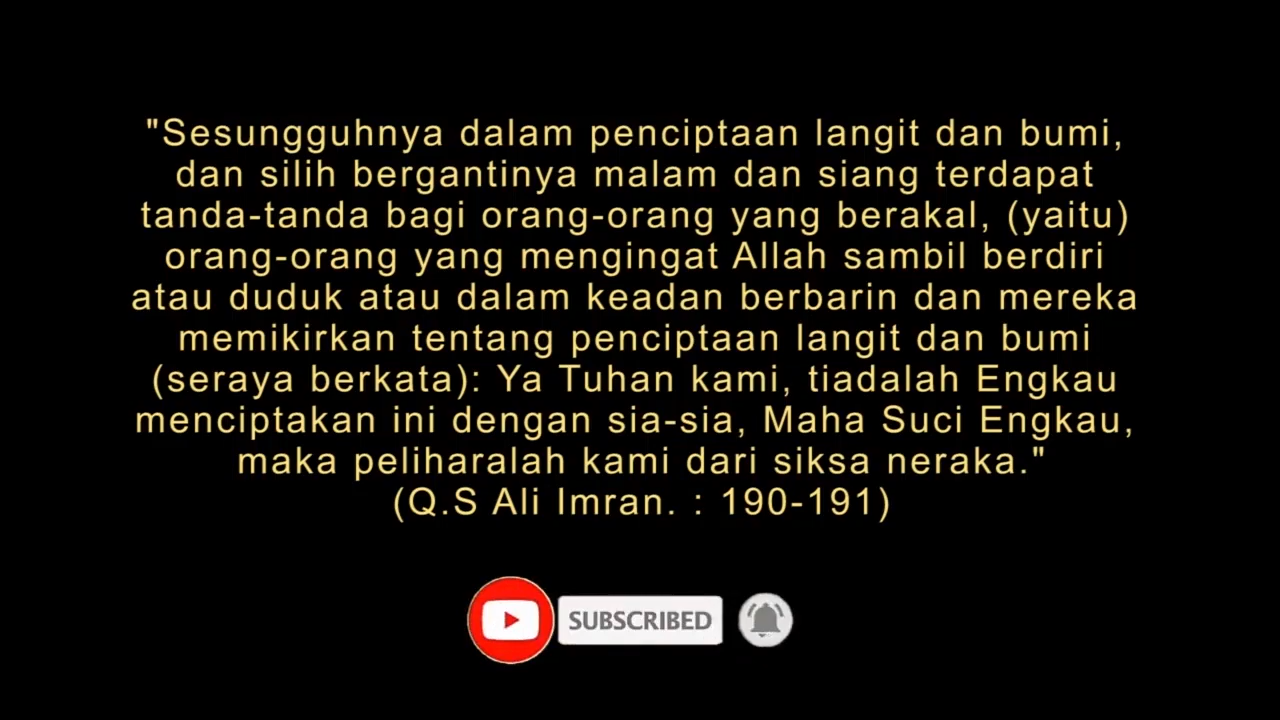 "Sesungguhnya dalam penciptaan langit dan bumi,
dan silih bergantinya malam dan siang terdapat
tanda-tanda bagi orang-orang yang berakal, (yaitu)
orang-orang yang mengingat Allah sambil berdiri
atau duduk atau dalam keadan berbarin dan mereka
memikirkan tentang penciptaan langit dan bumi
(seraya berkata): Ya Tuhan kami, tiadalah Engkau
menciptakan ini dengan sia-sia, Maha Suci Engkau,
maka peliharalah kami dari siksa neraka."
(Q.S Ali Imran. : 190-191)
SUBSCRIBED